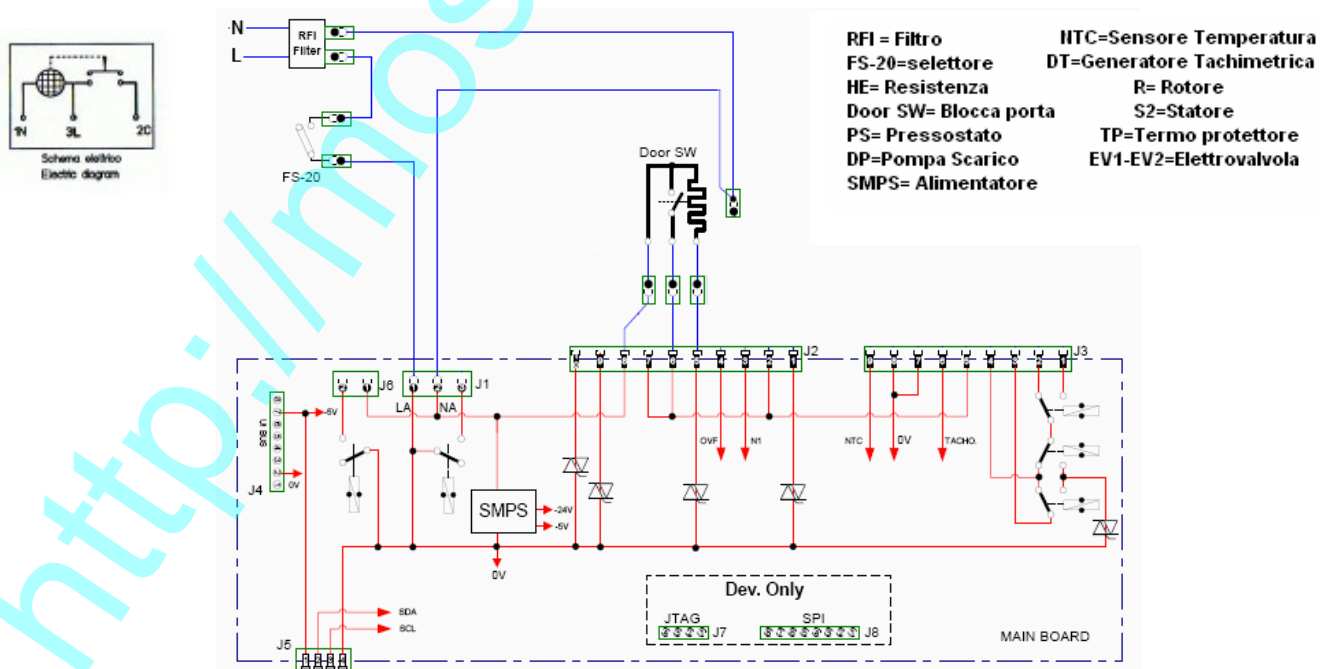 N
RFI
Filter
L
1N 3L 2C
Schema elettrico
Electric diagram
FS-20
Door SW
RFI = Filtro NTC=Sensore Temperatura
FS-20=selettore DT=Generatore Tachimetrica
HE= Resistenza R= Rotore
Door SW= Blocca porta S2=Statore
PS= Pressostato TP=Termo protettore
DP=Pompa Scarico EV1-EV2=Elettrovalvola
SMPS= Alimentatore
http://mos
J2
J3
J6
J1
LA NA
-5V
UI BUS
0V
J4
OVF
N1
NTC
0V
TACHO.
SMPS
-24V
-5V
0V
SDA
SCL
J5
Dev. Only
JTAG
J7
SPI
J8
MAIN BOARD